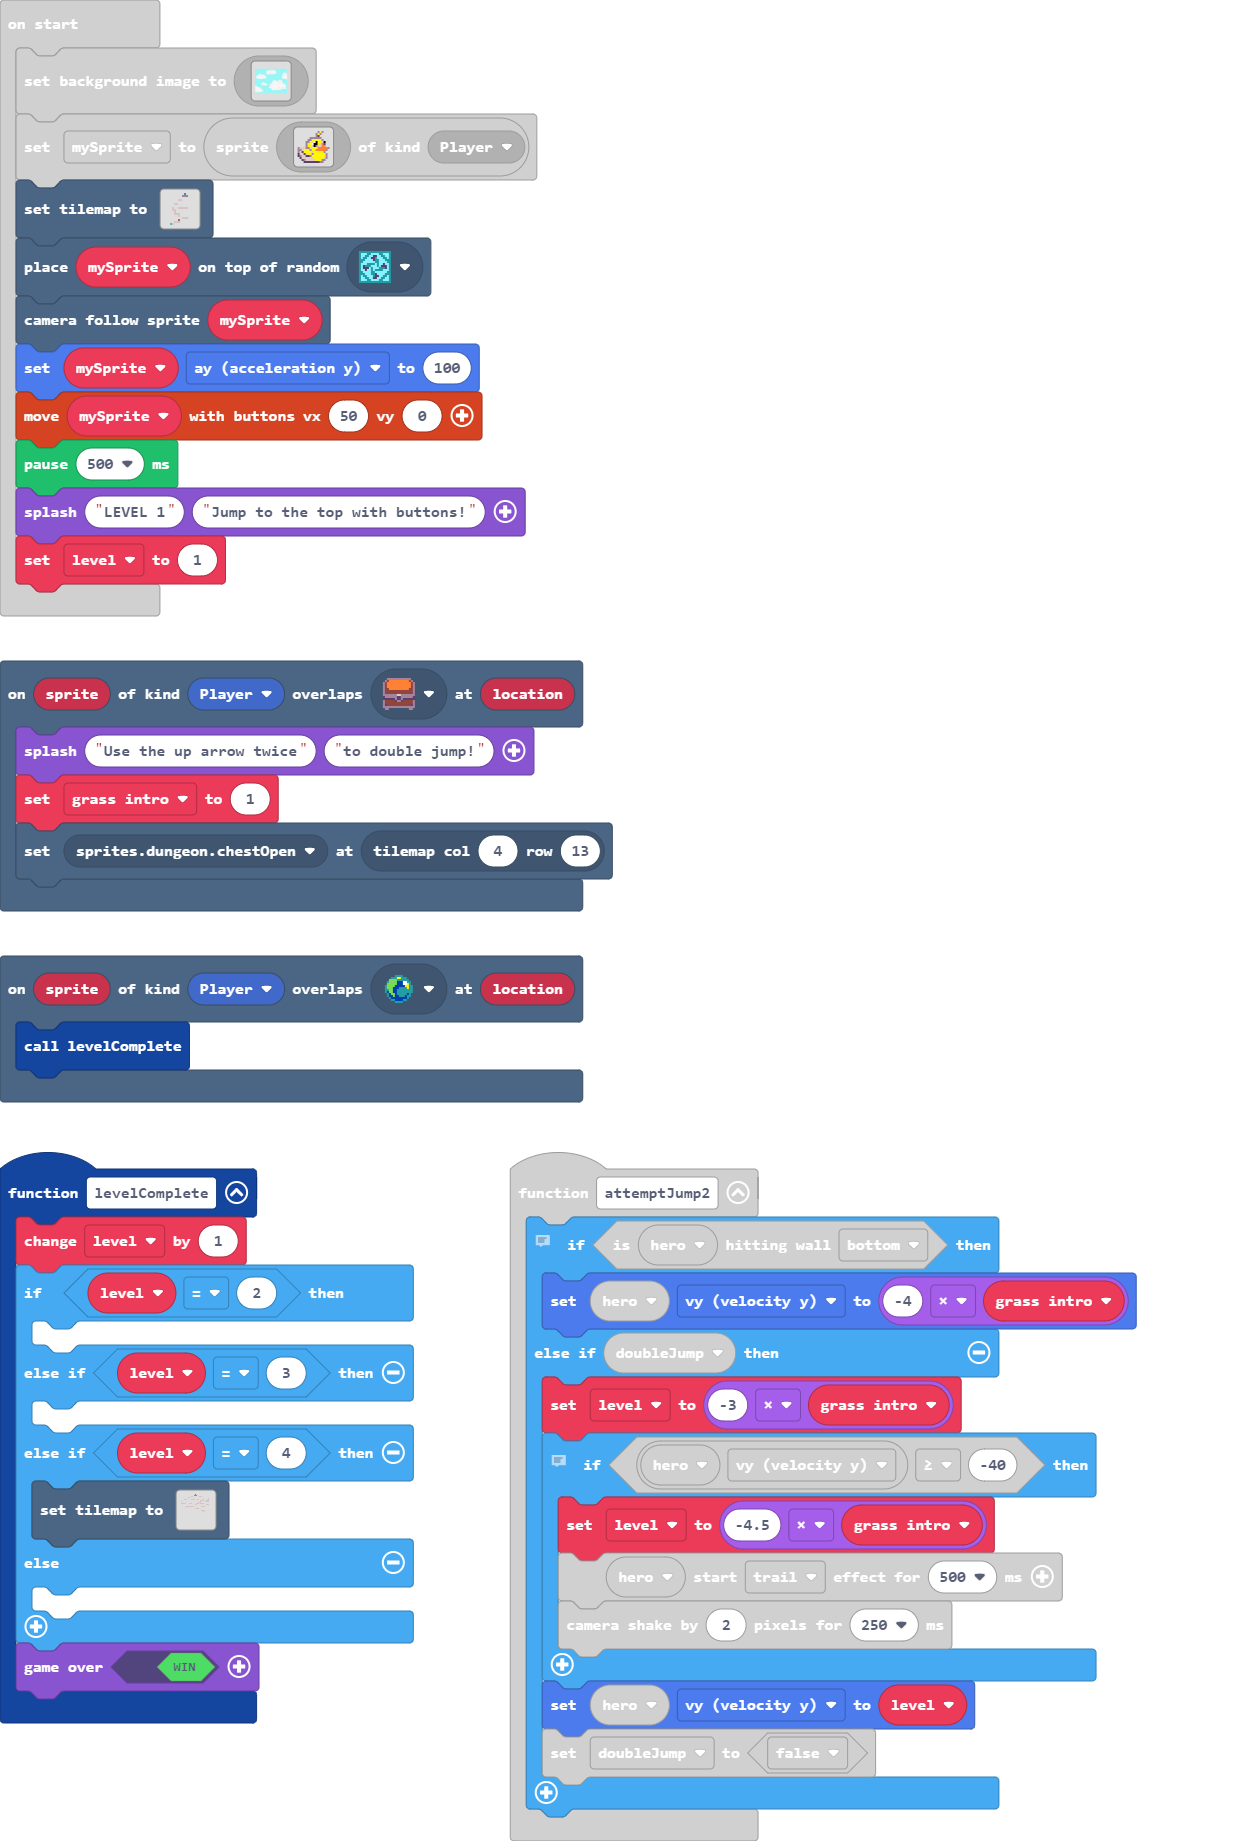 on start
set background image to
set mySprite to sprite of kind Player
set tilemap to
place mySprite on top of random
camera follow sprite mySprite
set mySprite ay (acceleration y) to 100
move mySprite with buttons vx 50 vy 0
pause 500 ms
splash "LEVEL 1" "Jump to the top with buttons!"
set level to 1
on sprite of kind Player overlaps at location
splash "Use the up arrow twice" "to double jump!"
set grass intro to 1
set sprites.dungeon.chestOpen at tilemap col 4 row 13
on sprite of kind Player overlaps at location
call levelComplete
function levelComplete
change level by 1
if level = 2 then
else if level = 3 then
else if level = 4 then
set tilemap to
else
game over WIN
function attemptJump2
if is hero hitting wall bottom then
set hero vy (velocity y) to -4 × grass intro
else if doubleJump then
set level to -3 × grass intro
if hero vy (velocity y) ≥ -40 then
set level to -4.5 × grass intro
hero start trail effect for 500 ms
camera shake by 2 pixels for 250 ms
set hero vy (velocity y) to level
set doubleJump to false